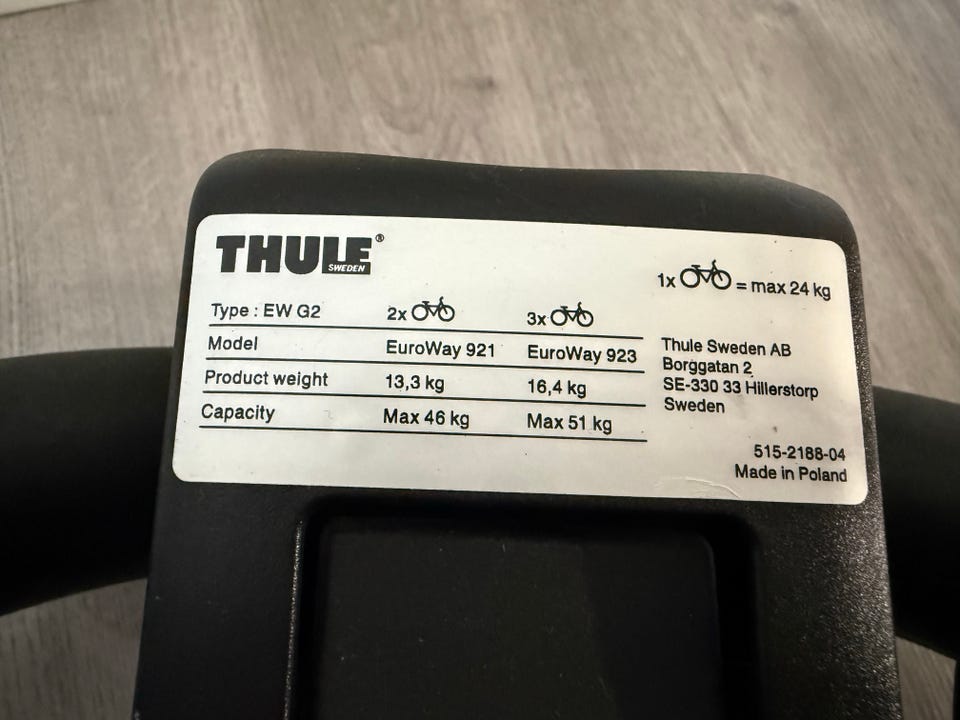 THULE®
SWEDEN
1x = max 24 kg
Type : EW G2 2x 3x
Model EuroWay 921 EuroWay 923
Product weight 13,3 kg 16,4 kg
Capacity Max 46 kg Max 51 kg
Thule Sweden AB
Borggatan 2
SE-330 33 Hillerstorp
Sweden
515-2188-04
Made in Poland